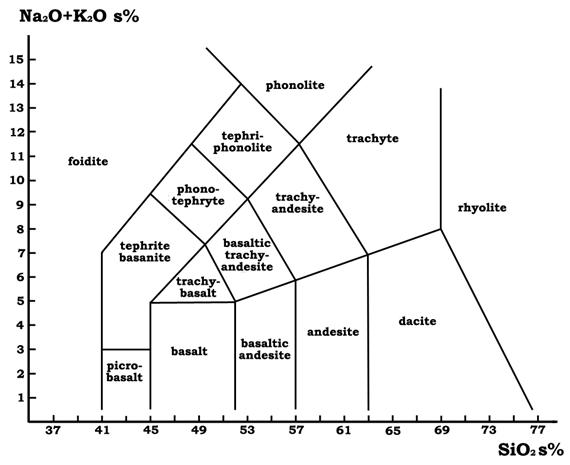 Na₂O+K₂O s%
15
14
13
12
11
10
9
8
7
6
5
4
3
2
1
phonolite
tephri-
phonolite
trachyte
foidite
phono-
tephryte
trachy-
andesite
rhyolite
tephrite
basanite
basaltic
trachy-
andesite
trachy-
basalt
dacite
andesite
basaltic
andesite
basalt
picro-
basalt
37 41 45 49 53 57 61 65 69 73 77
SiO₂ s%